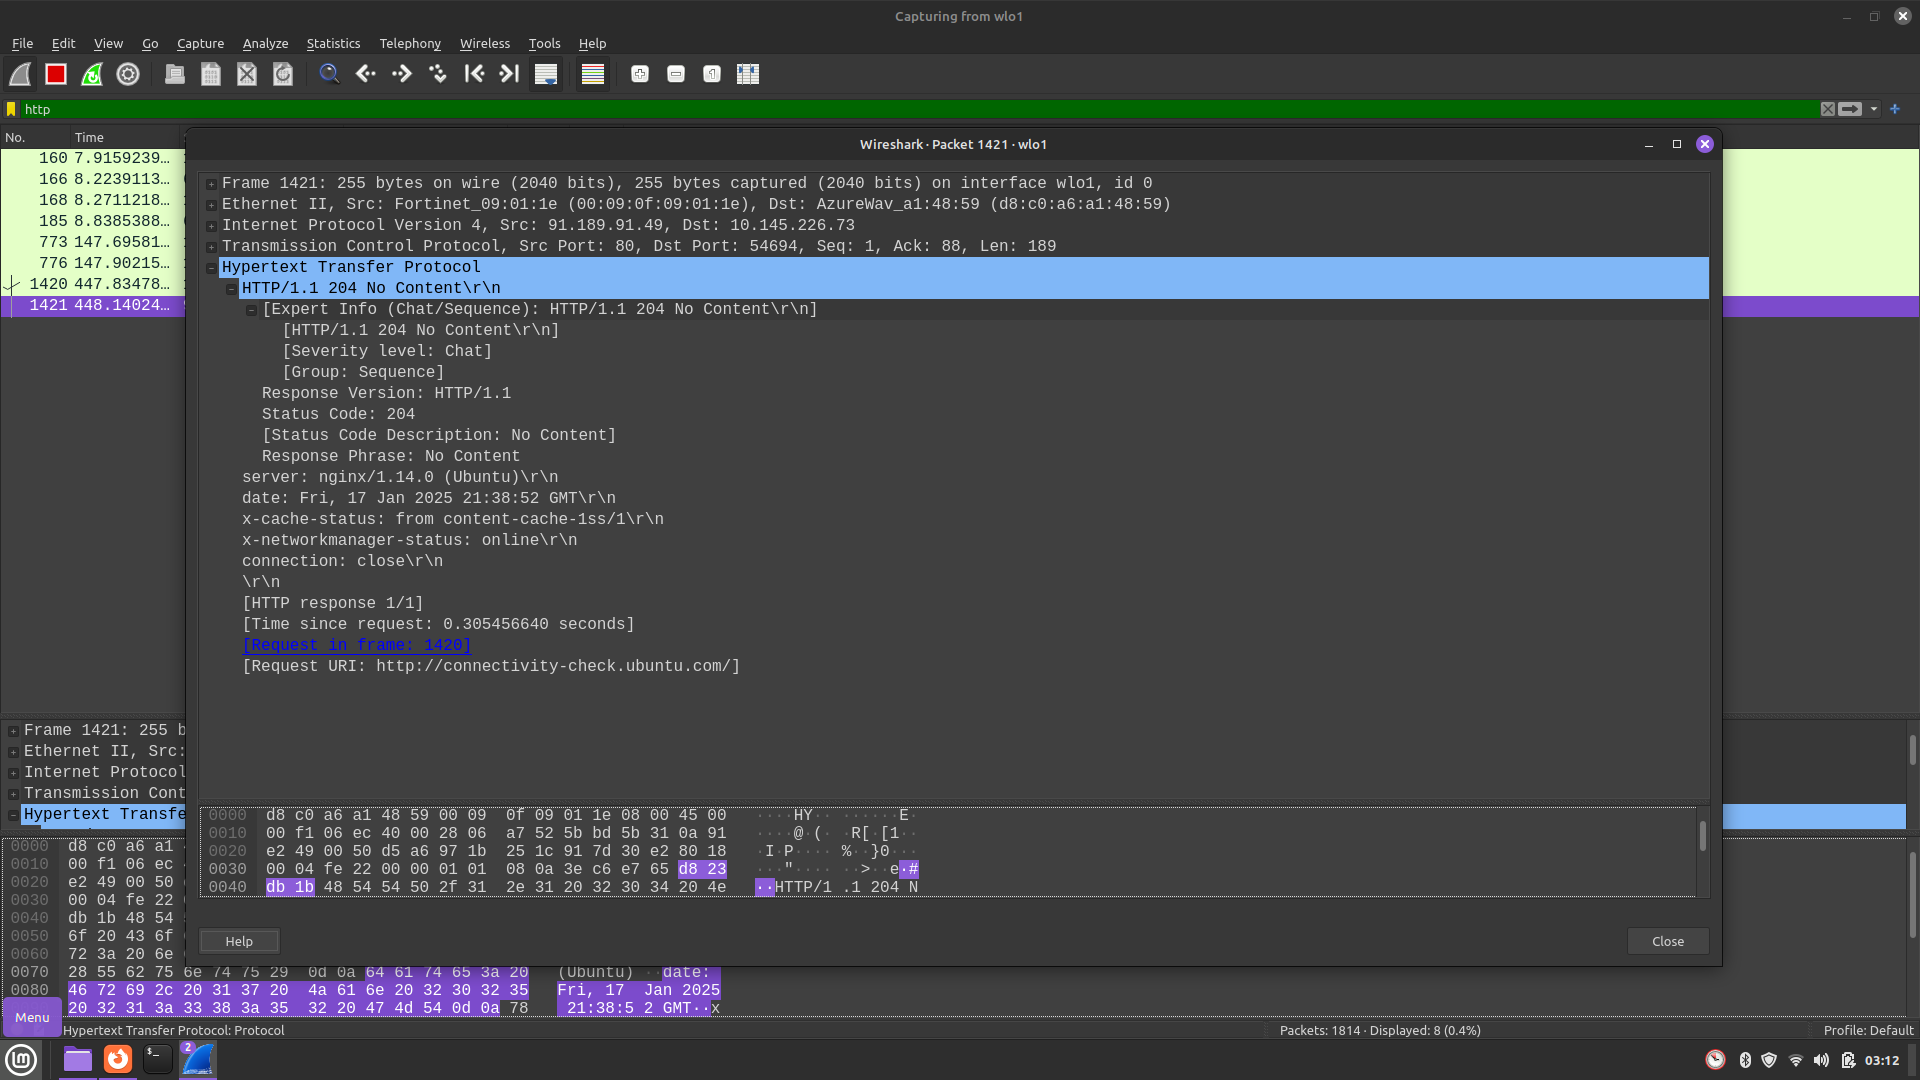 Capturing from wlo1
File Edit View Go Capture Analyze Statistics Telephony Wireless Tools Help
http
No. Time
160 7.9159239…
166 8.2239113…
168 8.2711218…
185 8.8385388…
773 147.69581…
776 147.90215…
1420 447.83478…
1421 448.14024…
Wireshark · Packet 1421 · wlo1
Frame 1421: 255 bytes on wire (2040 bits), 255 bytes captured (2040 bits) on interface wlo1, id 0
Ethernet II, Src: Fortinet_09:01:1e (00:09:0f:09:01:1e), Dst: AzureWav_a1:48:59 (d8:c0:a6:a1:48:59)
Internet Protocol Version 4, Src: 91.189.91.49, Dst: 10.145.226.73
Transmission Control Protocol, Src Port: 80, Dst Port: 54694, Seq: 1, Ack: 88, Len: 189
Hypertext Transfer Protocol
HTTP/1.1 204 No Content\r\n
[Expert Info (Chat/Sequence): HTTP/1.1 204 No Content\r\n]
[HTTP/1.1 204 No Content\r\n]
[Severity level: Chat]
[Group: Sequence]
Response Version: HTTP/1.1
Status Code: 204
[Status Code Description: No Content]
Response Phrase: No Content
server: nginx/1.14.0 (Ubuntu)\r\n
date: Fri, 17 Jan 2025 21:38:52 GMT\r\n
x-cache-status: from content-cache-1ss/1\r\n
x-networkmanager-status: online\r\n
connection: close\r\n
\r\n
[HTTP response 1/1]
[Time since request: 0.305456640 seconds]
[Request in frame: 1420]
[Request URI: http://connectivity-check.ubuntu.com/]
0000 d8 c0 a6 a1 48 59 00 09 0f 09 01 1e 08 00 45 00 ····HY·· ······E·
0010 00 f1 06 ec 40 00 28 06 a7 52 5b bd 5b 31 0a 91 ····@·(· ·R[·[1··
0020 e2 49 00 50 d5 a6 97 1b 25 1c 91 7d 30 e2 80 18 ·I·P···· %··}0···
0030 00 04 fe 22 00 00 01 01 08 0a 3e c6 e7 65 d8 23 ···"···· ··>··e·#
0040 db 1b 48 54 54 50 2f 31 2e 31 20 32 30 34 20 4e ··HTTP/1 .1 204 N
Help
Close
Frame 1421: 255 b
Ethernet II, Src:
Internet Protocol
Transmission Cont
Hypertext Transfe
0000 d8 c0 a6 a1
0010 00 f1 06 ec
0020 e2 49 00 50
0030 00 04 fe 22
0040 db 1b 48 54
0050 6f 20 43 6f
0060 72 3a 20 6e
0070 28 55 62 75 6e 74 75 29 0d 0a 64 61 74 65 3a 20 (Ubuntu) ··date:
0080 46 72 69 2c 20 31 37 20 4a 61 6e 20 32 30 32 35 Fri, 17 Jan 2025
20 32 31 3a 33 38 3a 35 32 20 47 4d 54 0d 0a 78 21:38:5 2 GMT··x
Menu
Hypertext Transfer Protocol: Protocol
Packets: 1814 · Displayed: 8 (0.4%)
Profile: Default
2
03:12